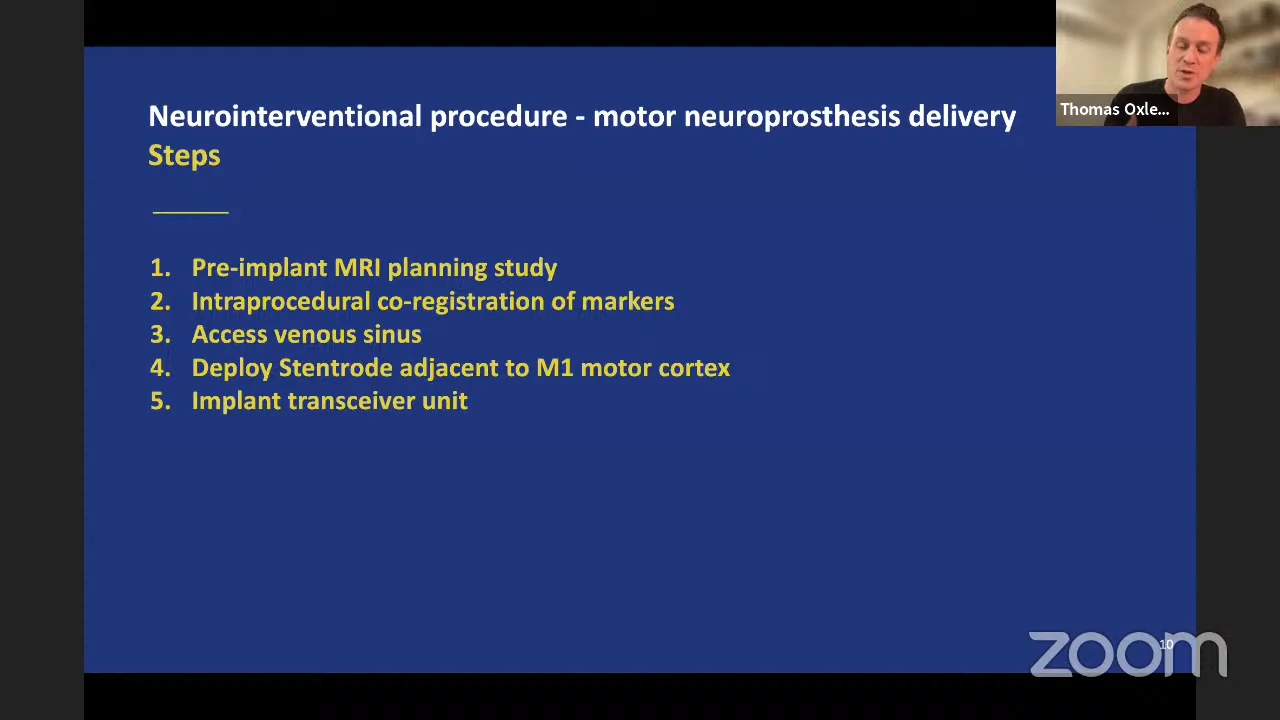 Neurointerventional procedure - motor neuroprosthesis delivery
Steps
Thomas Oxle...
1. Pre-implant MRI planning study
2. Intraprocedural co-registration of markers
3. Access venous sinus
4. Deploy Stentrode adjacent to M1 motor cortex
5. Implant transceiver unit
10
zoom